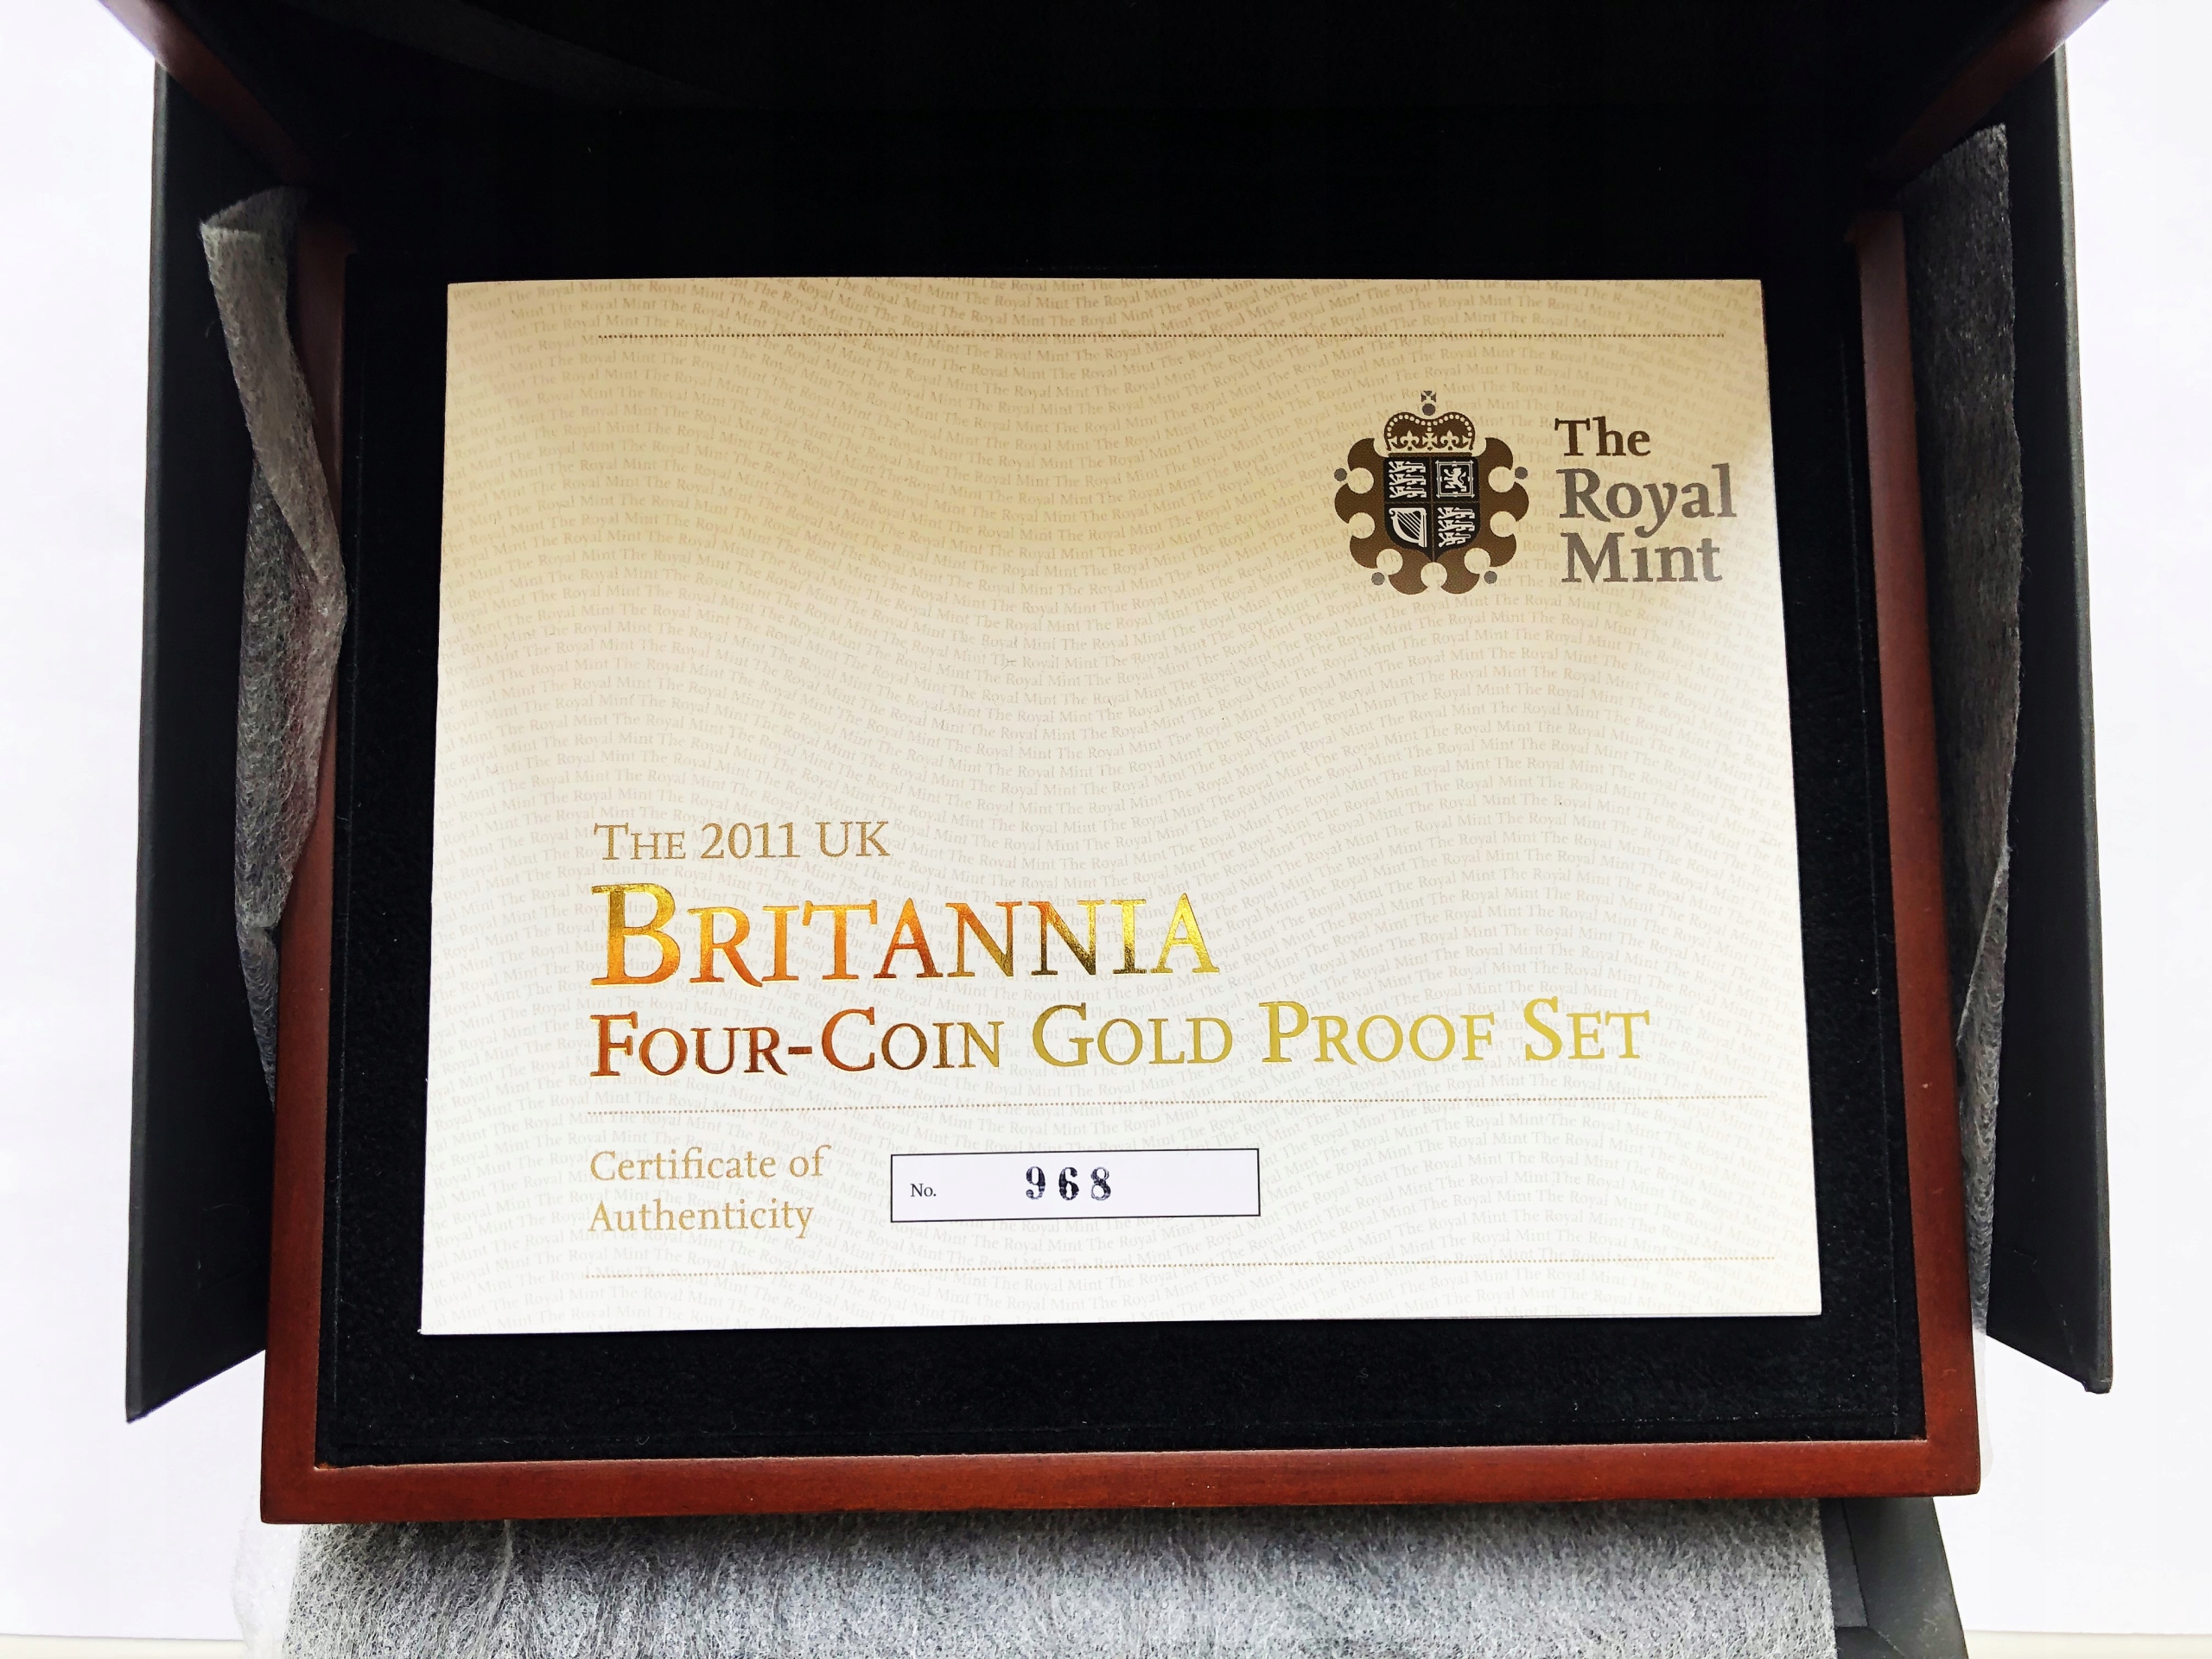 The
Royal
Mint
THE 2011 UK
BRITANNIA
FOUR-COIN GOLD PROOF SET
Certificate of
Authenticity
No. 968